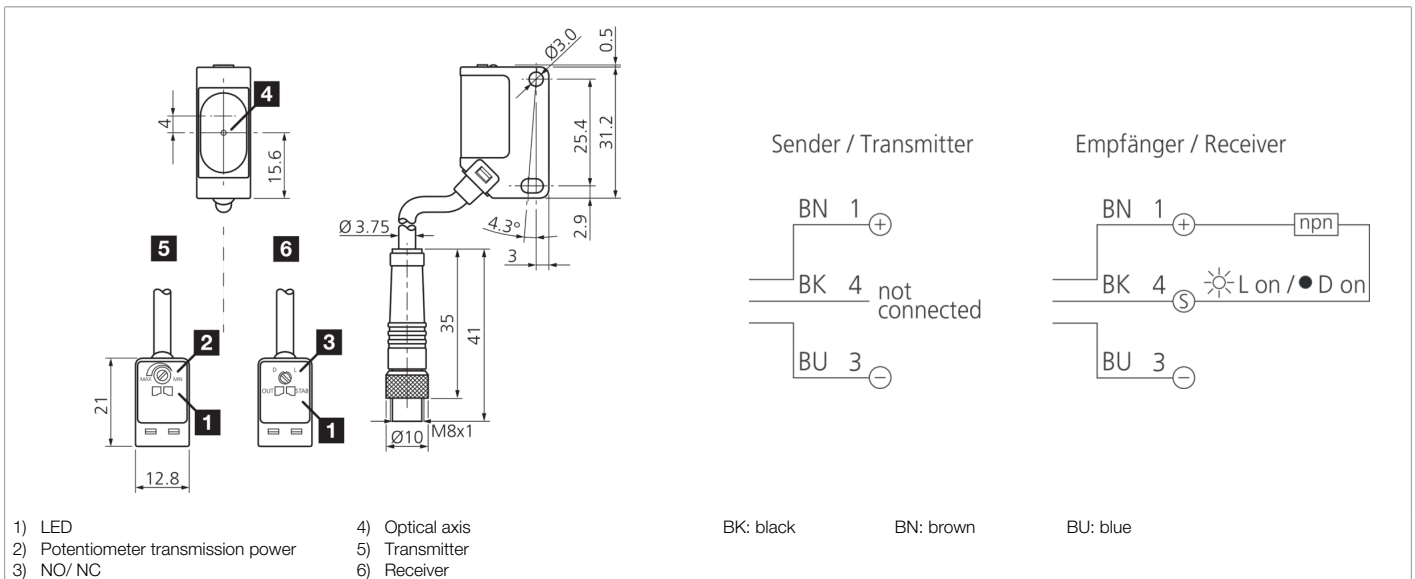 Ø3.0
0.5
4
4
15.6
25.4
31.2
2.9
4.3°
3
Ø 3.75
5
6
35
41
2
MAX
MIN
3
D
L
OUT
STAB
1
1
21
12.8
Ø10
M8x1
Sender / Transmitter
BN 1 +
BK 4 not
connected
BU 3 −
Empfänger / Receiver
BN 1 + npn
BK 4 S L on / ● D on
BU 3 −
1) LED
2) Potentiometer transmission power
3) NO/ NC
4) Optical axis
5) Transmitter
6) Receiver
BK: black BN: brown BU: blue